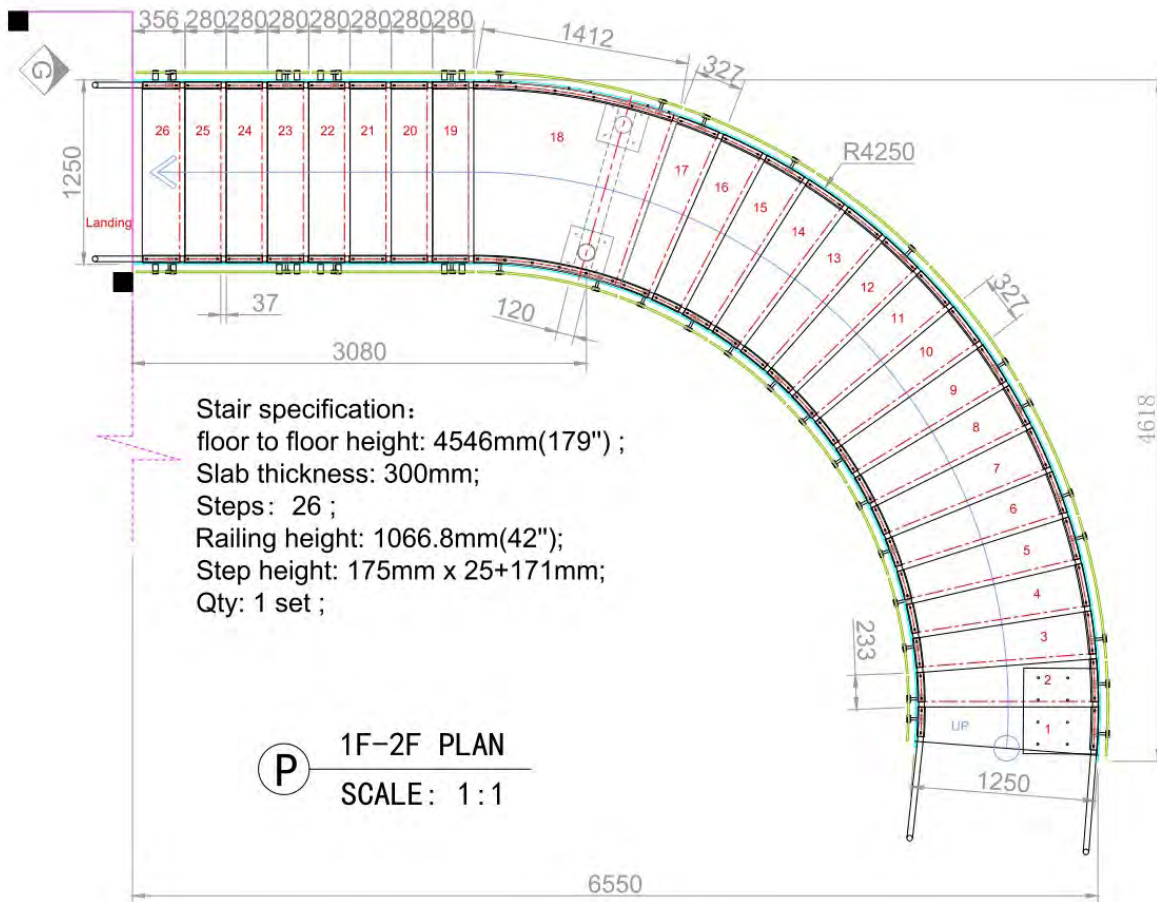 356 280 280 280 280 280 280 280
1412
327
G
R4250
1250
26 25 24 23 22 21 20 19 18 17 16 15 14 13 12 11 10 9 8 7 6 5 4 3 2 1
Landing
37
120
3080
327
4618
Stair specification:
floor to floor height: 4546mm(179") ;
Slab thickness: 300mm;
Steps: 26 ;
Railing height: 1066.8mm(42");
Step height: 175mm x 25+171mm;
Qty: 1 set ;
233
UP
P
1F-2F PLAN
SCALE: 1:1
1250
6550